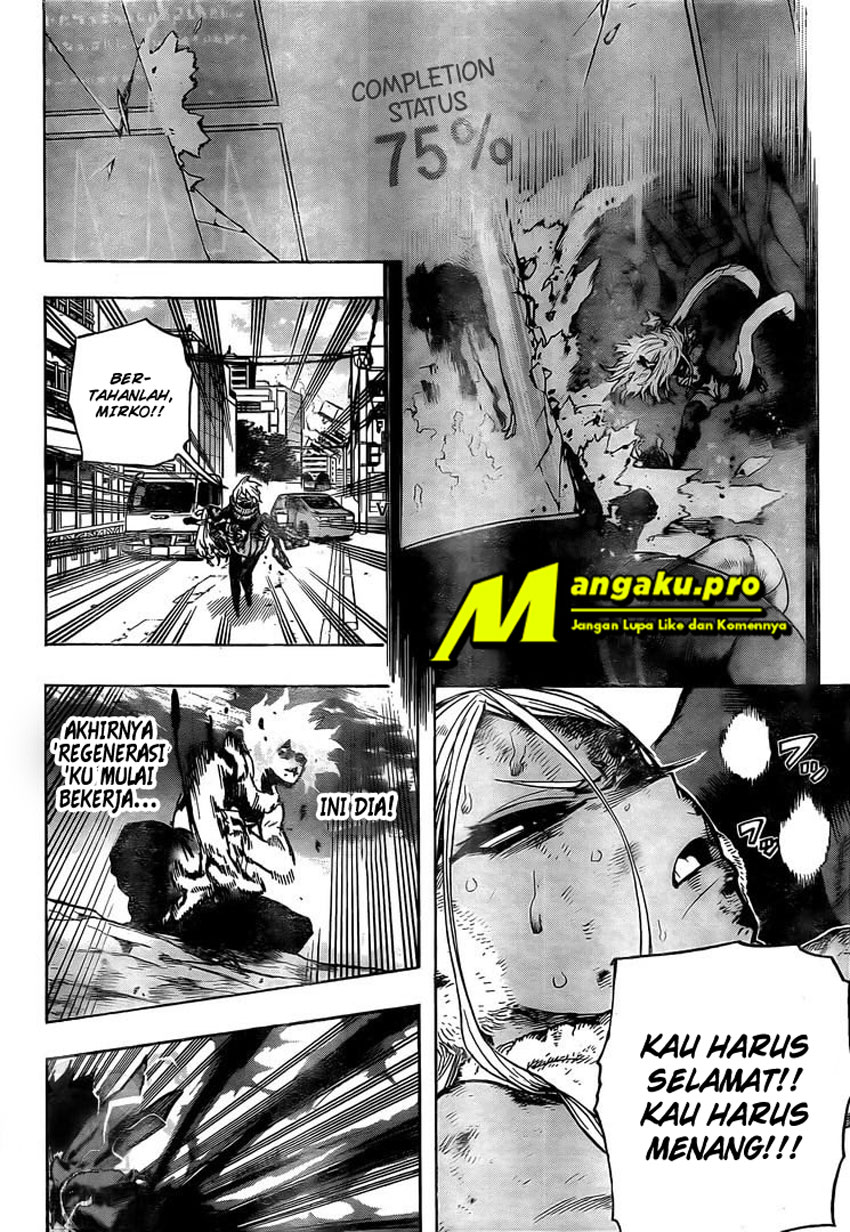 COMPLETION
STATUS
75%
BER-
TAHANLAH,
MIRKO!!
Mangaku.pro
Jangan Lupa Like dan Komennya
AKHIRNYA
'REGENERASI
'KU MULAI
BEKERJA...
INI DIA!
KAU HARUS
SELAMAT!!
KAU HARUS
MENANG!!!